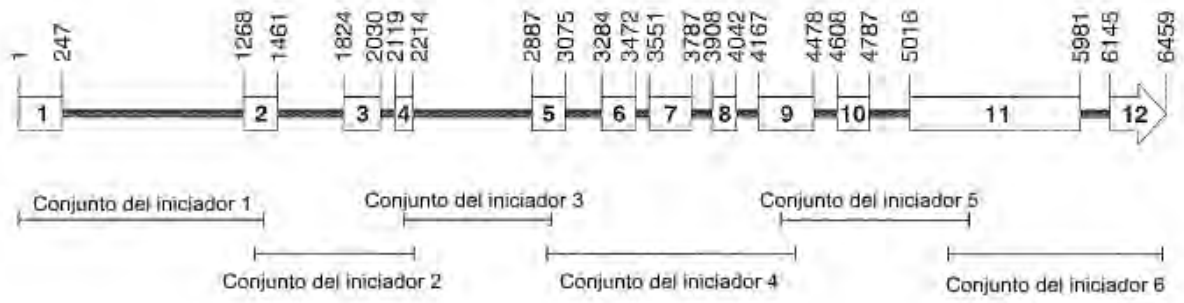 1 247 1268 1461 1824 2030 2119 2214 2887 3075 3284 3472 3551 3787 3908 4042 4167 4478 4608 4787 5016 5981 6145 6459
1 2 3 4 5 6 7 8 9 10 11 12
Conjunto del iniciador 1 Conjunto del iniciador 3 Conjunto del iniciador 5
Conjunto del iniciador 2 Conjunto del iniciador 4 Conjunto del iniciador 6